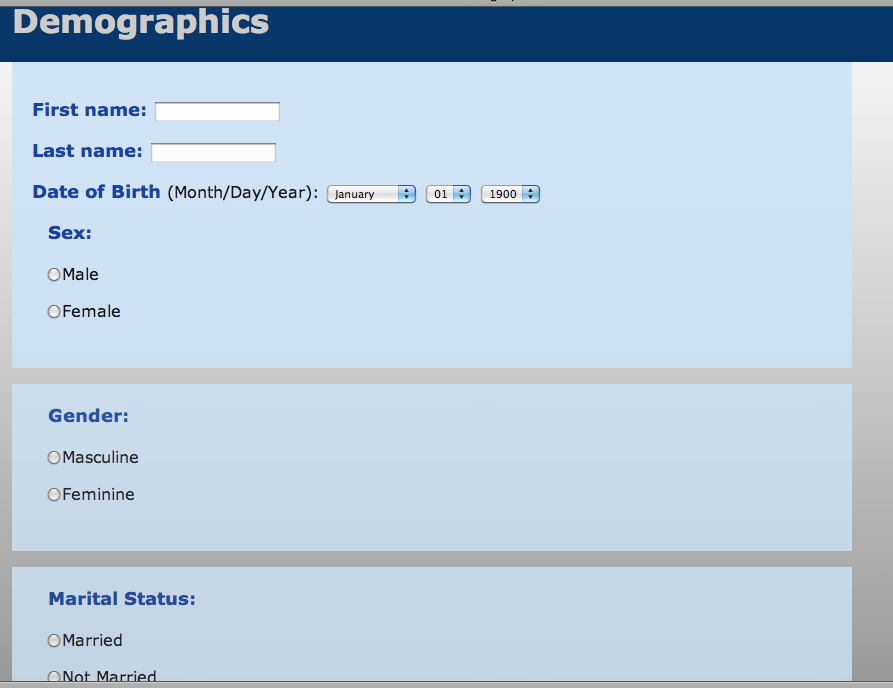 Demographics
First name:
Last name:
Date of Birth (Month/Day/Year): January 01 1900
Sex:
Male
Female
Gender:
Masculine
Feminine
Marital Status:
Married
Not Married